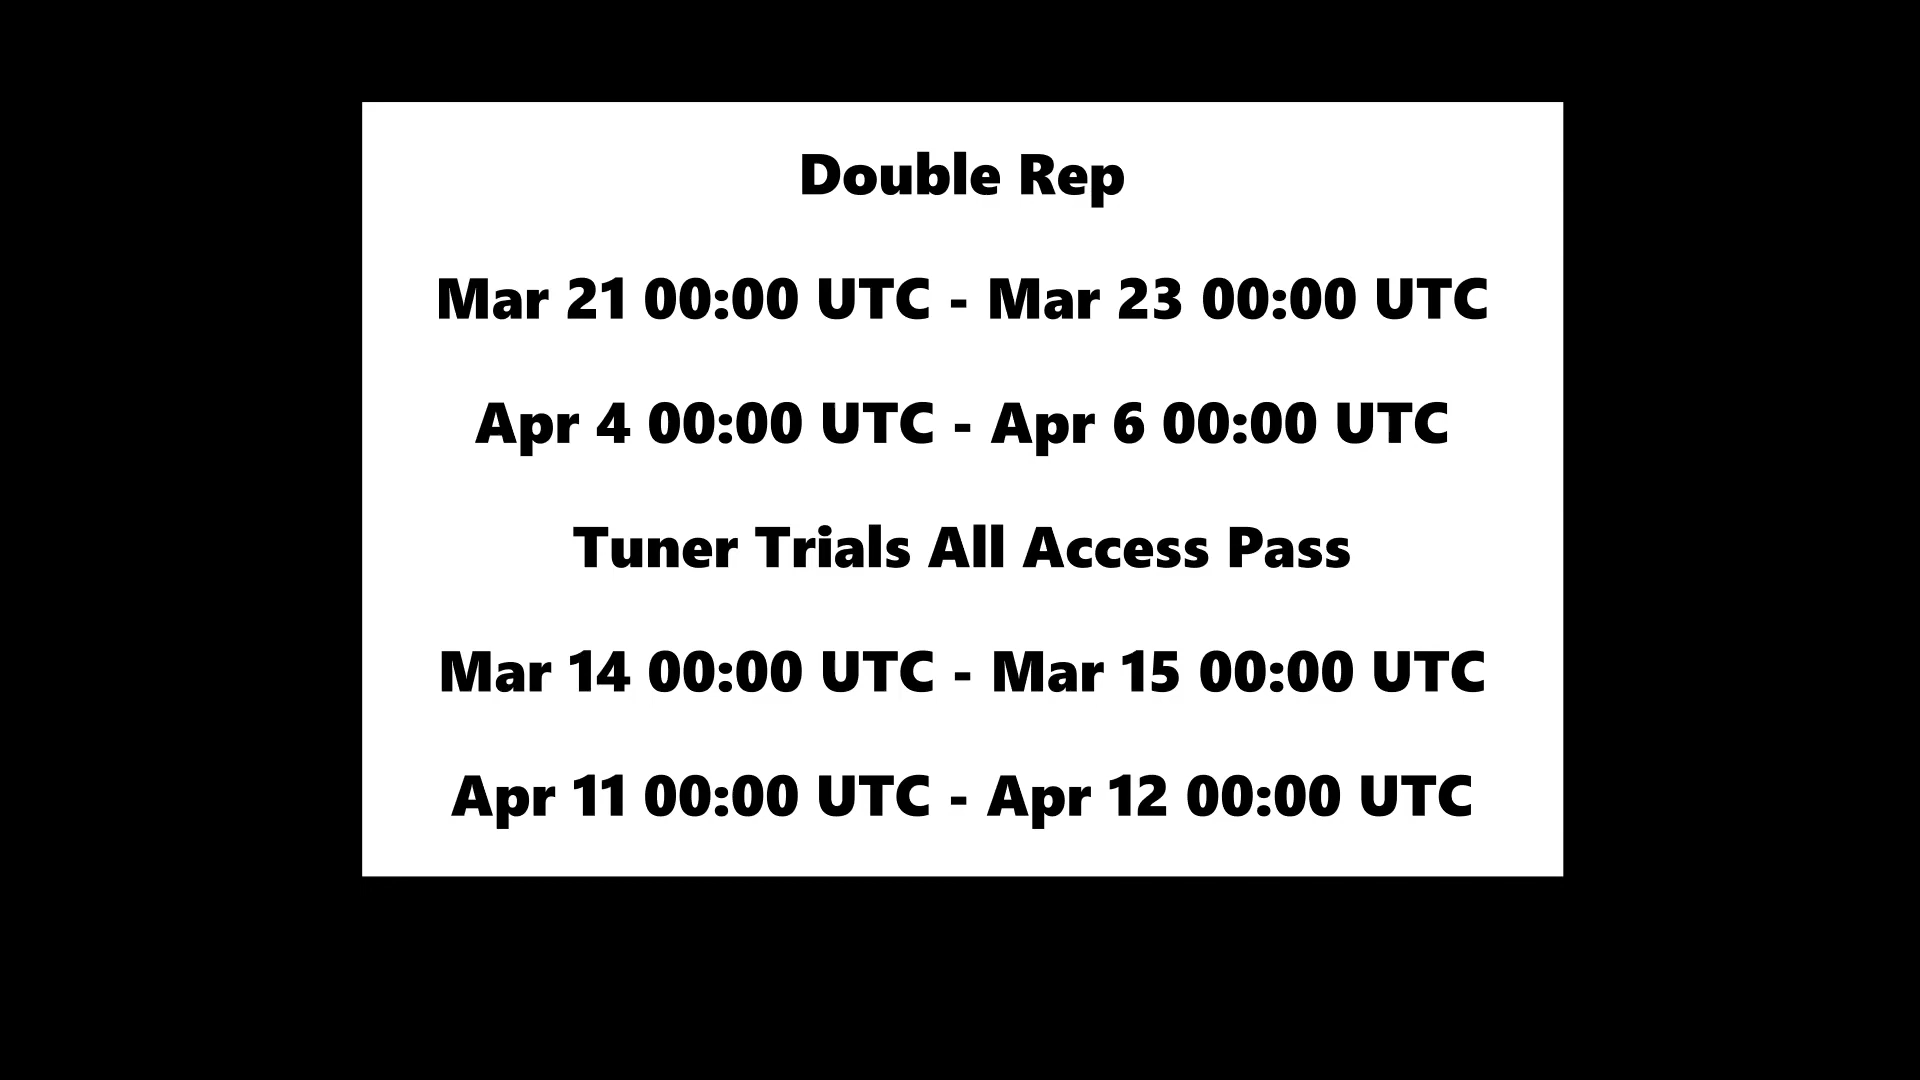 Double Rep
Mar 21 00:00 UTC - Mar 23 00:00 UTC
Apr 4 00:00 UTC - Apr 6 00:00 UTC
Tuner Trials All Access Pass
Mar 14 00:00 UTC - Mar 15 00:00 UTC
Apr 11 00:00 UTC - Apr 12 00:00 UTC